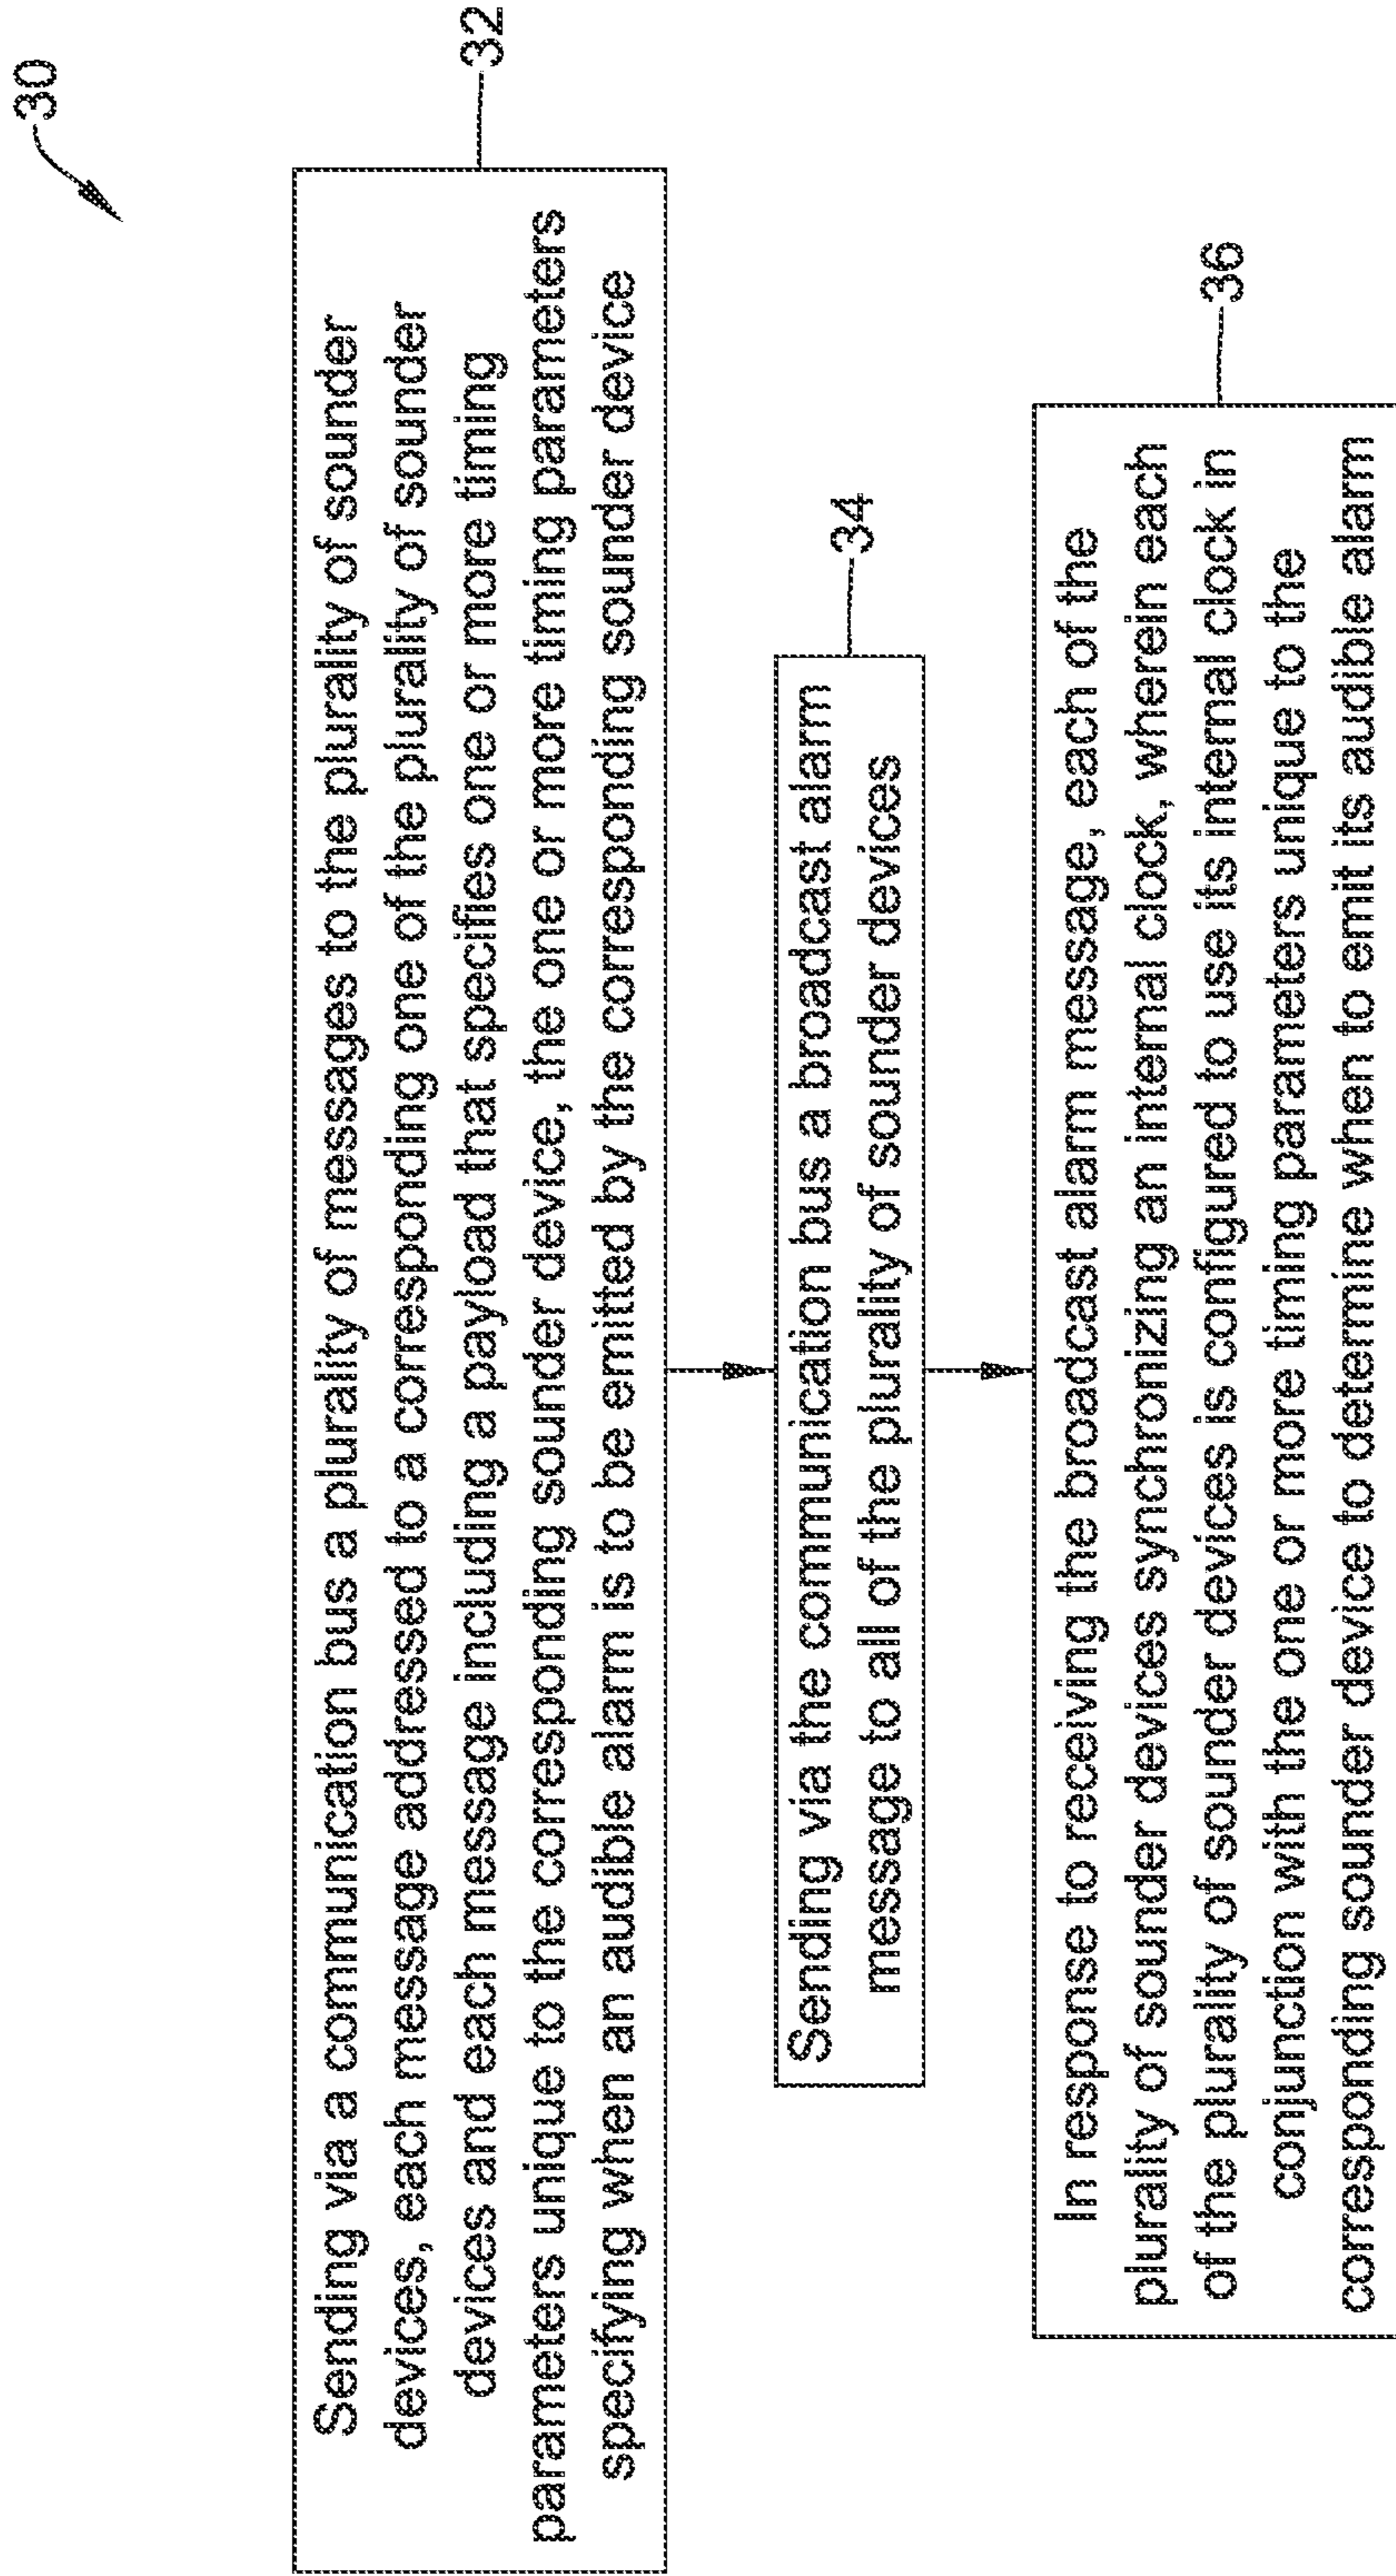 30
Sending via a communication bus a plurality of messages to the plurality of sounder
devices, each message addressed to a corresponding one of the plurality of sounder
devices and each message including a payload that specifies one or more timing
parameters unique to the corresponding sounder device, the one or more timing parameters
specifying when an audible alarm is to be emitted by the corresponding sounder device
32
Sending via the communication bus a broadcast alarm
message to all of the plurality of sounder devices
34
In response to receiving the broadcast alarm message, each of the
plurality of sounder devices synchronizing an internal clock, wherein each
of the plurality of sounder devices is configured to use its internal clock in
conjunction with the one or more timing parameters unique to the
corresponding sounder device to determine when to emit its audible alarm
36